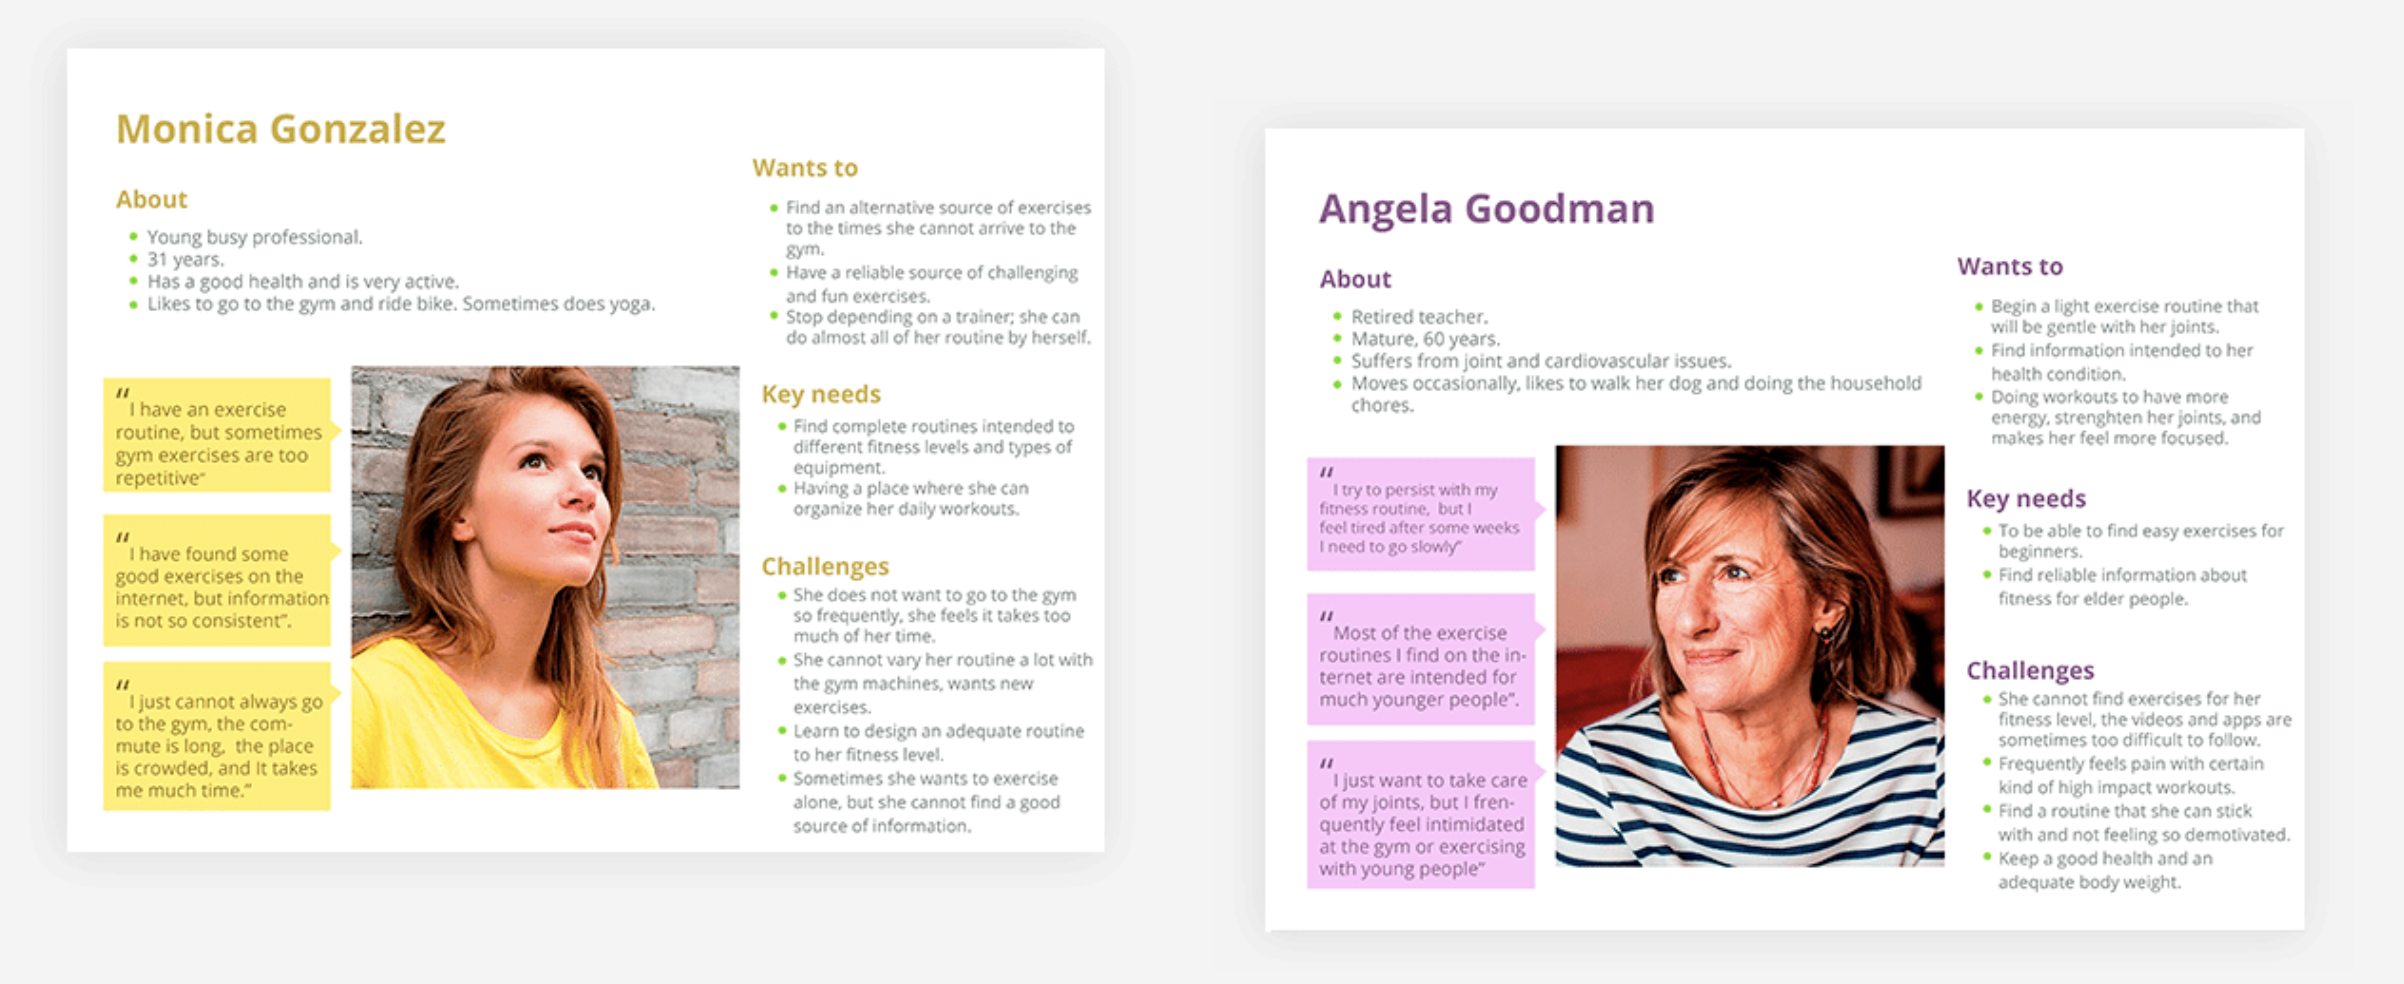 Monica Gonzalez
About
Young busy professional.
31 years.
Has a good health and is very active.
Likes to go to the gym and ride bike. Sometimes does yoga.
“
I have an exercise
routine, but sometimes
gym exercises are too
repetitive“
“
I have found some
good exercises on the
internet, but information
is not so consistent”.
“
I just cannot always go
to the gym, the com-
mute is long, the place
is crowded, and It takes
me much time.”
Wants to
Find an alternative source of exercises
to the times she cannot arrive to the
gym.
Have a reliable source of challenging
and fun exercises.
Stop depending on a trainer; she can
do almost all of her routine by herself.
Key needs
Find complete routines intended to
different fitness levels and types of
equipment.
Having a place where she can
organize her daily workouts.
Challenges
She does not want to go to the gym
so frequently, she feels it takes too
much of her time.
She cannot vary her routine a lot with
the gym machines, wants new
exercises.
Learn to design an adequate routine
to her fitness level.
Sometimes she wants to exercise
alone, but she cannot find a good
source of information.
Angela Goodman
About
Retired teacher.
Mature, 60 years.
Suffers from joint and cardiovascular issues.
Moves occasionally, likes to walk her dog and doing the household
chores.
“
I try to persist with my
fitness routine, but I
feel tired after some weeks
I need to go slowly”
“
Most of the exercise
routines I find on the in-
ternet are intended for
much younger people”.
“
I just want to take care
of my joints, but I fren-
quently feel intimidated
at the gym or exercising
with young people”
Wants to
Begin a light exercise routine that
will be gentle with her joints.
Find information intended to her
health condition.
Doing workouts to have more
energy, strenghten her joints, and
makes her feel more focused.
Key needs
To be able to find easy exercises for
beginners.
Find reliable information about
fitness for elder people.
Challenges
She cannot find exercises for her
fitness level, the videos and apps are
sometimes too difficult to follow.
Frequently feels pain with certain
kind of high impact workouts.
Find a routine that she can stick
with and not feeling so demotivated.
Keep a good health and an
adequate body weight.